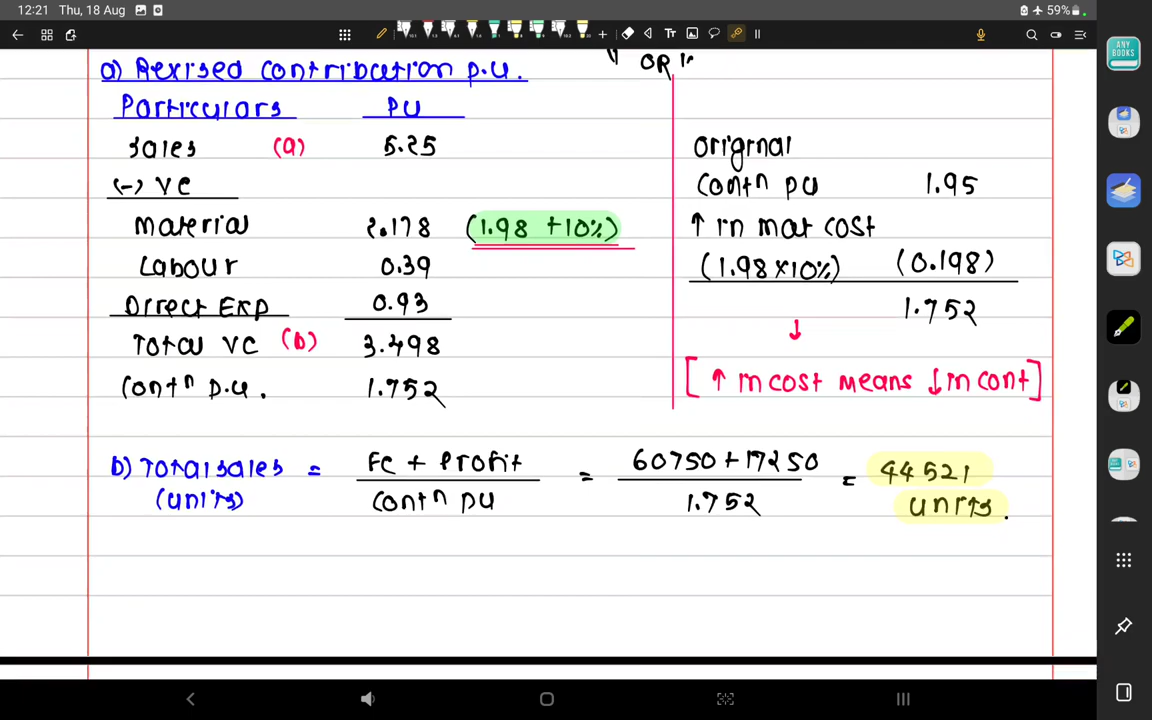 12:21 Thu, 18 Aug
59%
a) Revised contribution p.u.
OR
Particulars PU
Sales (a) 5.25
(-) VC
Material 2.178 (1.98 +10%)
Labour 0.39
Direct Exp 0.93
Total VC (b) 3.498
Contⁿ p.u. 1.752
Original
Contⁿ pu 1.95
↑ in mat cost
(1.98×10%) (0.198)
1.752
↓
[↑ in cost means ↓ in cont]
b) Total sales = FC + Profit = 60750+17250 = 44521
(units) Contⁿ pu 1.752 units.
ANY
BOOKS